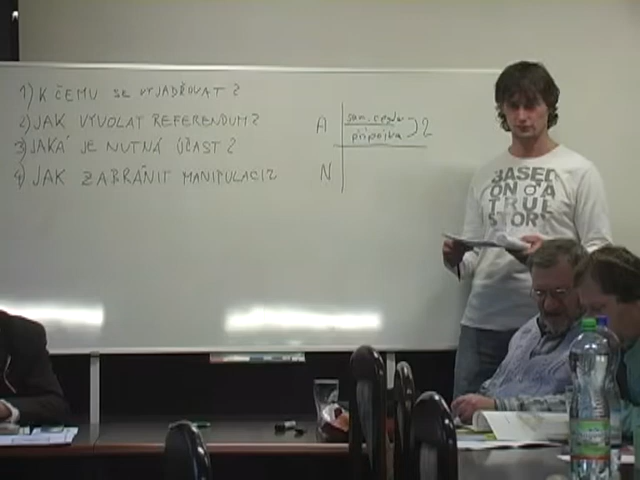 1) K ČEMU SE VYJADŘOVAT?
2) JAK VYVOLAT REFERENDUM?
3) JAKÁ JE NUTNÁ ÚČAST?
4) JAK ZABRÁNIT MANIPULACI?
A
přípojka 22
N
BASED
ON A
TRUE
STORY